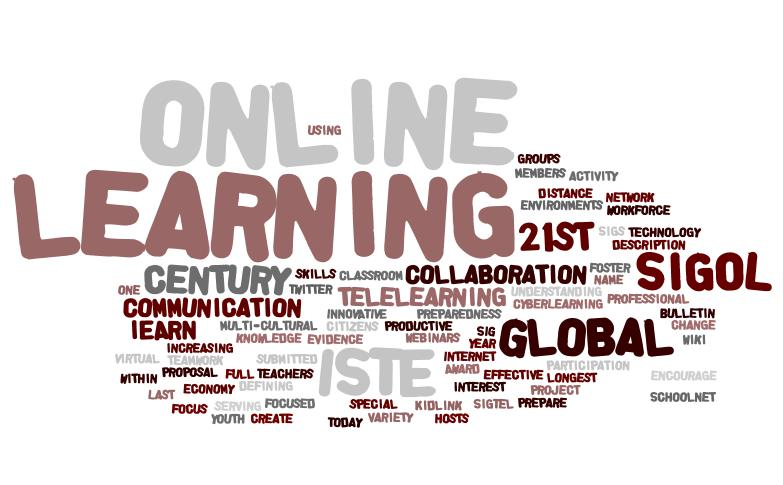 ONLINE
USING
GROUPS
MEMBERS ACTIVITY
LEARNING
DISTANCE NETWORK
ENVIRONMENTS WORKFORCE
21ST SIGS TECHNOLOGY
DESCRIPTION
CENTURY SKILLS CLASSROOM COLLABORATION FOSTER SIGOL
NAME
ONE TWITTER TELELEARNING UNDERSTANDING
CYBERLEARNING PROFESSIONAL
COMMUNICATION INNOVATIVE PREPAREDNESS BULLETIN
IEARN MULTI-CULTURAL CITIZENS PRODUCTIVE SIG GLOBAL CHANGE
KNOWLEDGE EVIDENCE WEBINARS YEAR WIKI
INCREASING
VIRTUAL TEAMWORK SUBMITTED ISTE INTERNET
PARTICIPATION
WITHIN PROPOSAL FULL TEACHERS AWARD EFFECTIVE LONGEST ENCOURAGE
LAST ECONOMY DEFINING INTEREST PROJECT
SCHOOLNET
FOCUS SERVING FOCUSED SPECIAL KIDLINK SIGTEL PREPARE
YOUTH CREATE TODAY VARIETY HOSTS